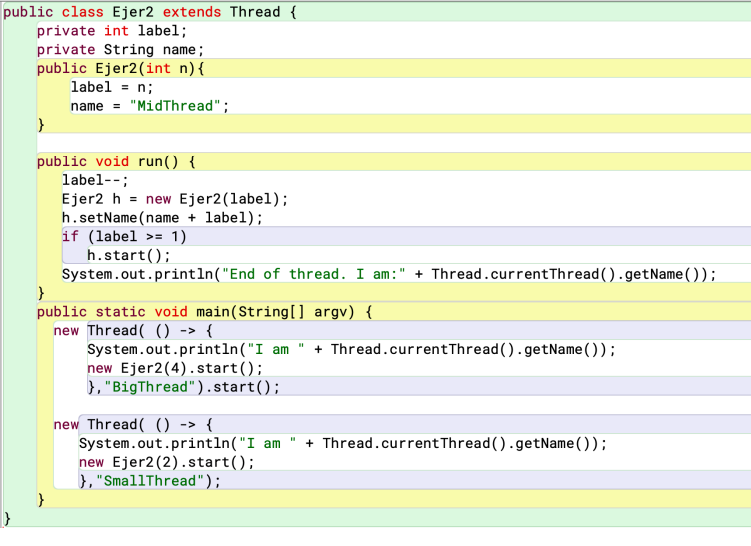 public class Ejer2 extends Thread {
private int label;
private String name;
public Ejer2(int n){
label = n;
name = "MidThread";
}
public void run() {
label--;
Ejer2 h = new Ejer2(label);
h.setName(name + label);
if (label >= 1)
h.start();
System.out.println("End of thread. I am:" + Thread.currentThread().getName());
}
public static void main(String[] argv) {
new Thread( () -> {
System.out.println("I am " + Thread.currentThread().getName());
new Ejer2(4).start();
},"BigThread").start();
new Thread( () -> {
System.out.println("I am " + Thread.currentThread().getName());
new Ejer2(2).start();
},"SmallThread");
}
}